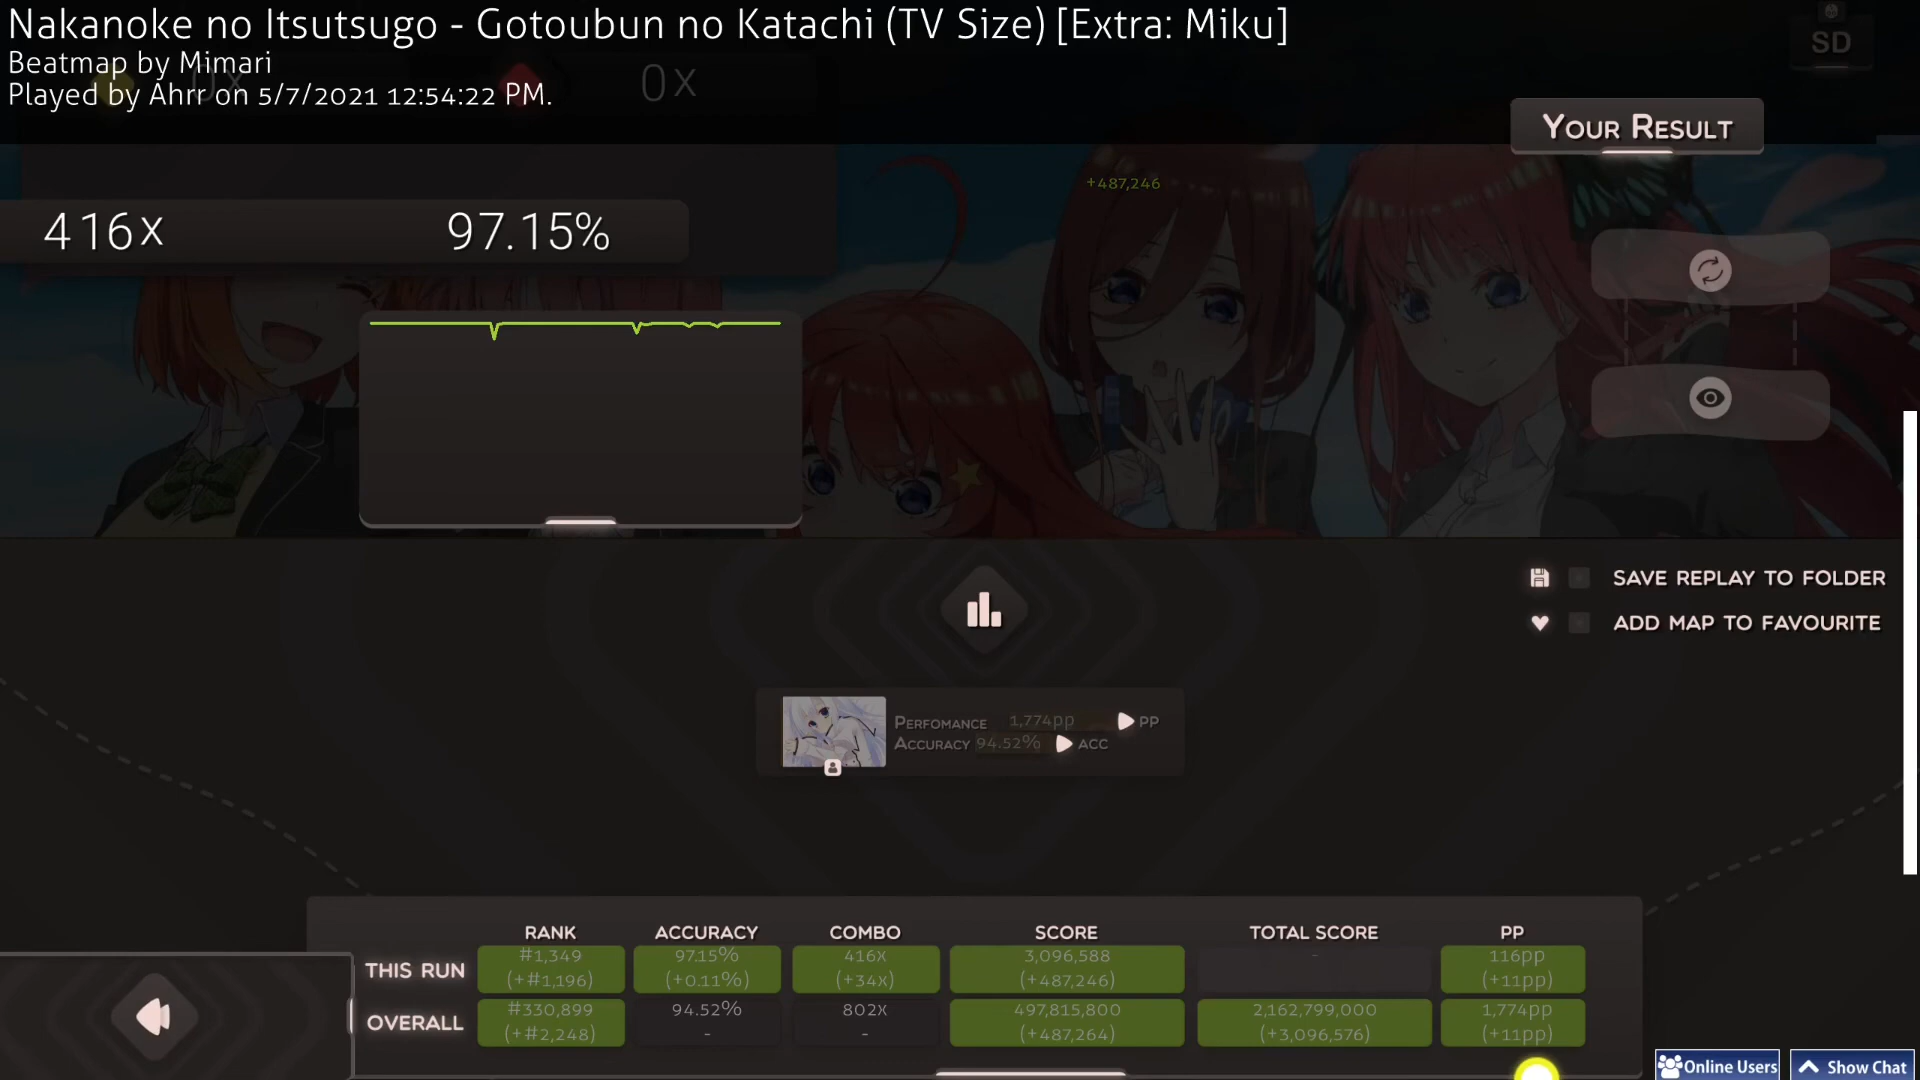 Nakanoke no Itsutsugo - Gotoubun no Katachi (TV Size) [Extra: Miku]
Beatmap by Mimari
Played by Ahrr on 5/7/2021 12:54:22 PM.
0x
0x
SD
YOUR RESULT
+487,246
416x
97.15%
SAVE REPLAY TO FOLDER
ADD MAP TO FAVOURITE
PERFOMANCE 1,774pp PP
ACCURACY 94.52% ACC
RANK ACCURACY COMBO SCORE TOTAL SCORE PP
THIS RUN
#1,349 97.15% 416x 3,096,588 - 116pp
(+#1,196) (+0.11%) (+34x) (+487,246) (+11pp)
OVERALL
#330,899 94.52% 802x 497,815,800 2,162,799,000 1,774pp
(+#2,248) - - (+487,264) (+3,096,576) (+11pp)
Online Users
Show Chat